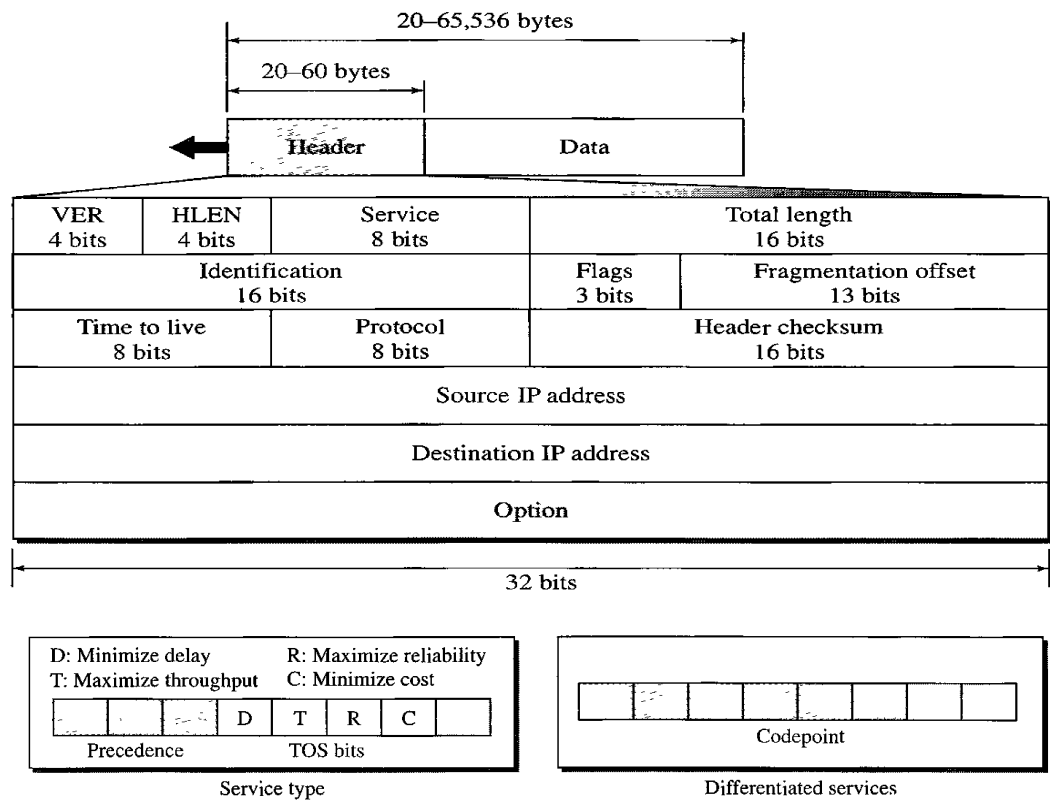 20–65,536 bytes
20–60 bytes
Header
Data
VER
4 bits
HLEN
4 bits
Service
8 bits
Total length
16 bits
Identification
16 bits
Flags
3 bits
Fragmentation offset
13 bits
Time to live
8 bits
Protocol
8 bits
Header checksum
16 bits
Source IP address
Destination IP address
Option
32 bits
D: Minimize delay
R: Maximize reliability
T: Maximize throughput
C: Minimize cost
D T R C
Precedence
TOS bits
Service type
Codepoint
Differentiated services